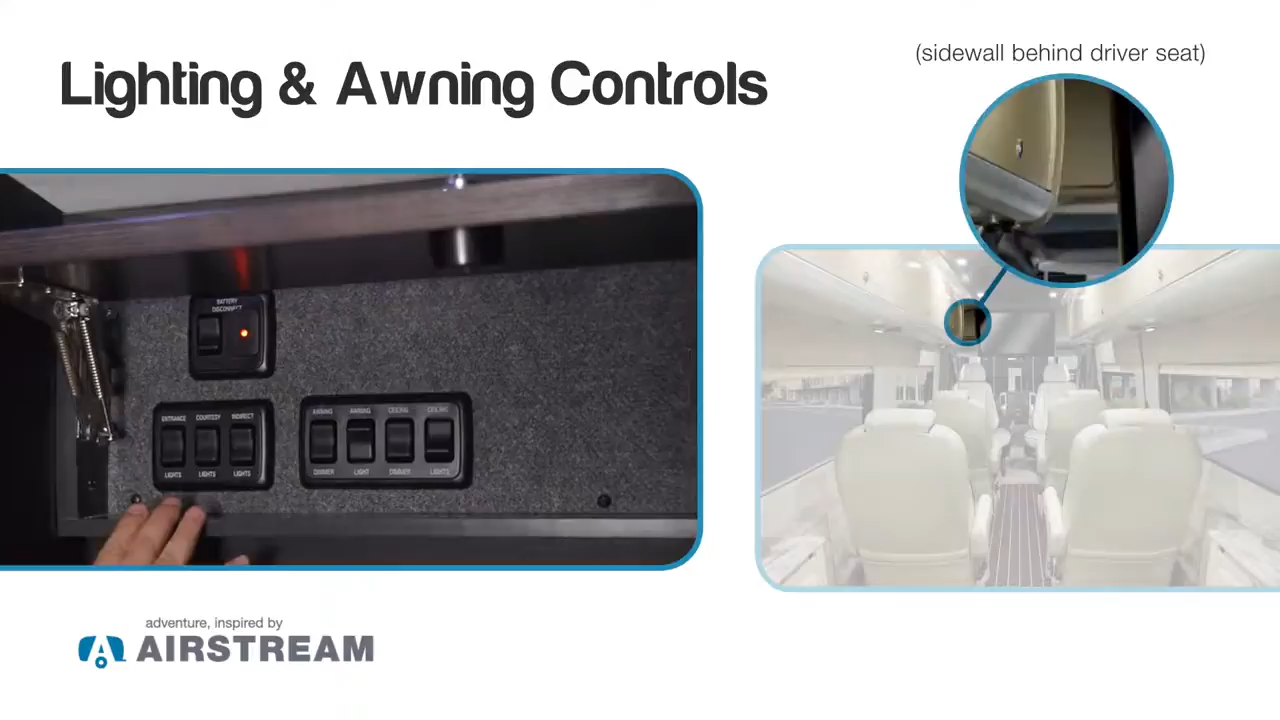 Lighting & Awning Controls
(sidewall behind driver seat)
BATTERY
DISCONNECT
ENTRANCE COURTESY INDIRECT
LIGHTS LIGHTS LIGHTS
AWNING AWNING CEILING CEILING
DIMMER LIGHT DIMMER LIGHTS
adventure, inspired by
AIRSTREAM